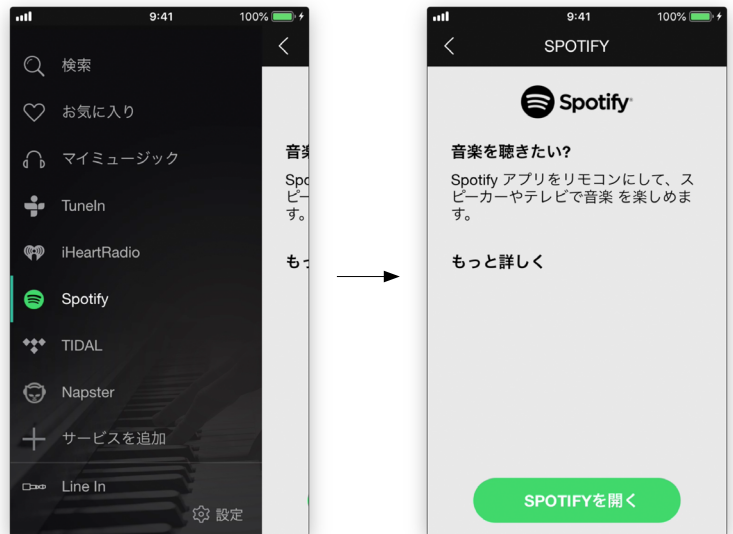 9:41
100%
検索
お気に入り
マイミュージック
TuneIn
iHeartRadio
Spotify
TIDAL
Napster
サービスを追加
Line In
設定
音楽
Spo
ピー
す。
もっ
9:41
100%
SPOTIFY
Spotify
音楽を聴きたい?
Spotify アプリをリモコンにして、ス
ピーカーやテレビで音楽 を楽しめま
す。
もっと詳しく
SPOTIFYを開く